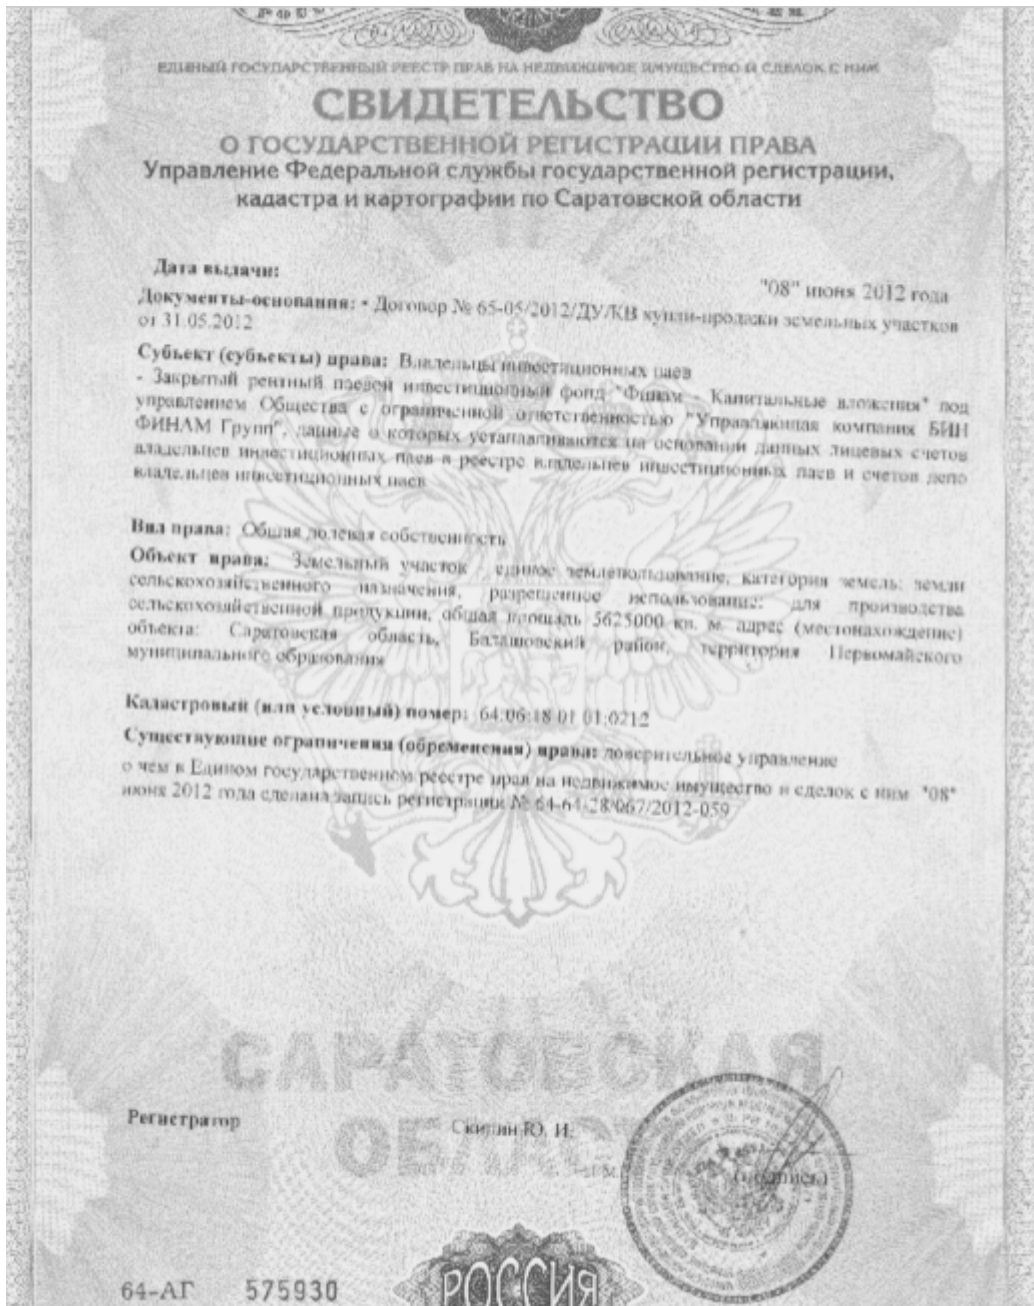 ЕДИНЫЙ ГОСУДАРСТВЕННЫЙ РЕЕСТР ПРАВ НА НЕДВИЖИМОЕ ИМУЩЕСТВО И СДЕЛОК С НИМ
СВИДЕТЕЛЬСТВО
О ГОСУДАРСТВЕННОЙ РЕГИСТРАЦИИ ПРАВА
Управление Федеральной службы государственной регистрации,
кадастра и картографии по Саратовской области
Дата выдачи:
"08" июня 2012 года
Документы-основания: • Договор № 65-05/2012/ДУ/КВ купли-продажи земельных участков
от 31.05.2012
Субъект (субъекты) права: Владельцы инвестиционных паев
- Закрытый рентный паевой инвестиционный фонд "Финам - Капитальные вложения" под
управлением Общества с ограниченной ответственностью "Управляющая компания БИН
ФИНАМ Групп", данные о которых устанавливаются на основании данных лицевых счетов
владельцев инвестиционных паев в реестре владельцев инвестиционных паев и счетов депо
владельцев инвестиционных паев
Вид права: Общая долевая собственность
Объект права: Земельный участок - единое землепользование, категория земель: земли
сельскохозяйственного назначения, разрешенное использование: для производства
сельскохозяйственной продукции, общая площадь 5625000 кв. м, адрес (местонахождение)
объекта: Саратовская область, Балашовский район, территория Первомайского
муниципального образования
Кадастровый (или условный) номер: 64:06:18 01 01:0212
Существующие ограничения (обременения) права: доверительное управление
о чем в Едином государственном реестре прав на недвижимое имущество и сделок с ним "08"
июня 2012 года сделана запись регистрации № 64-64-28/067/2012-059
САРАТОВСКАЯ
Регистратор
Скипин Ю. И.
ОБЛАСТЬ
(подпись)
64-АГ 575930
РОССИЯ